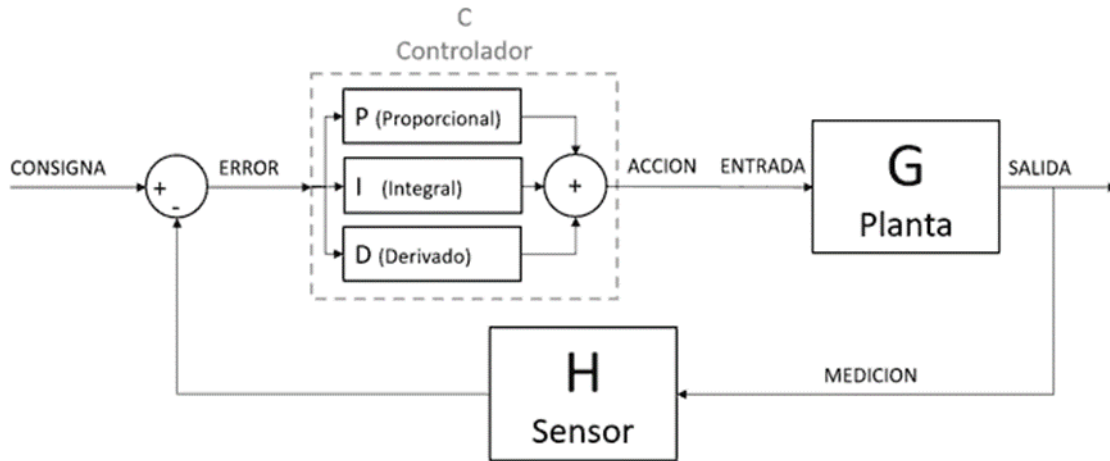 C
Controlador
P (Proporcional)
CONSIGNA
+
-
ERROR
I (Integral)
+
ACCION
ENTRADA
G
Planta
SALIDA
D (Derivado)
H
Sensor
MEDICION